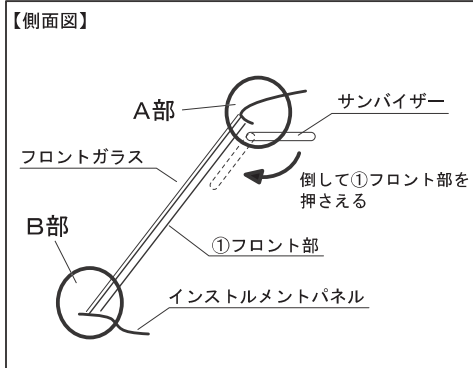 【側面図】
A部
サンバイザー
フロントガラス
倒して①フロント部を
押さえる
B部
①フロント部
インストルメントパネル